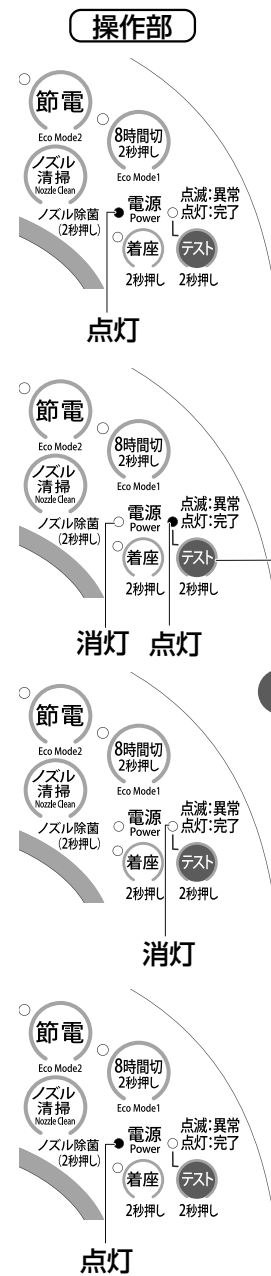 操作部
節電
Eco Mode2
8時間切
2秒押し
Eco Mode1
ノズル
清掃
Nozzle Clean
ノズル除菌
(2秒押し)
電源
Power
点滅:異常
点灯:完了
着座
テスト
2秒押し
2秒押し
点灯
節電
Eco Mode2
8時間切
2秒押し
Eco Mode1
ノズル
清掃
Nozzle Clean
ノズル除菌
(2秒押し)
電源
Power
点滅:異常
点灯:完了
着座
テスト
2秒押し
2秒押し
消灯
点灯
節電
Eco Mode2
8時間切
2秒押し
Eco Mode1
ノズル
清掃
Nozzle Clean
ノズル除菌
(2秒押し)
電源
Power
点滅:異常
点灯:完了
着座
テスト
2秒押し
2秒押し
消灯
節電
Eco Mode2
8時間切
2秒押し
Eco Mode1
ノズル
清掃
Nozzle Clean
ノズル除菌
(2秒押し)
電源
Power
点滅:異常
点灯:完了
着座
テスト
2秒押し
2秒押し
点灯